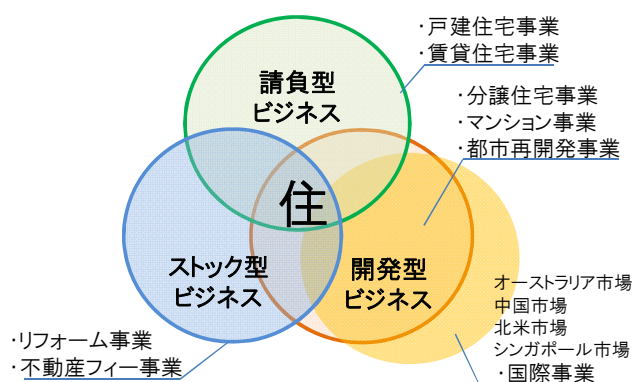 ・戸建住宅事業
・賃貸住宅事業
請負型
ビジネス
・分譲住宅事業
・マンション事業
・都市再開発事業
住
ストック型
ビジネス
開発型
ビジネス
オーストラリア市場
中国市場
北米市場
シンガポール市場
・国際事業
・リフォーム事業
・不動産フィー事業